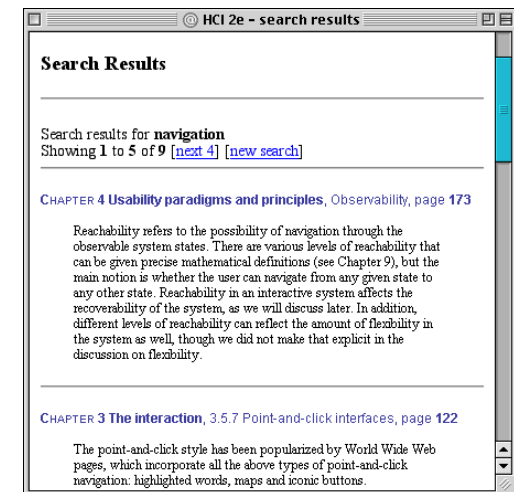 HCI 2e – search results
Search Results
Search results for navigation
Showing 1 to 5 of 9 [next 4] [new search]
CHAPTER 4 Usability paradigms and principles, Observability, page 173
Reachability refers to the possibility of navigation through the
observable system states. There are various levels of reachability that
can be given precise mathematical definitions (see Chapter 9), but the
main notion is whether the user can navigate from any given state to
any other state. Reachability in an interactive system affects the
recoverability of the system, as we will discuss later. In addition,
different levels of reachability can reflect the amount of flexibility in
the system as well, though we did not make that explicit in the
discussion on flexibility.
CHAPTER 3 The interaction, 3.5.7 Point-and-click interfaces, page 122
The point-and-click style has been popularized by World Wide Web
pages, which incorporate all the above types of point-and-click
navigation: highlighted words, maps and iconic buttons.